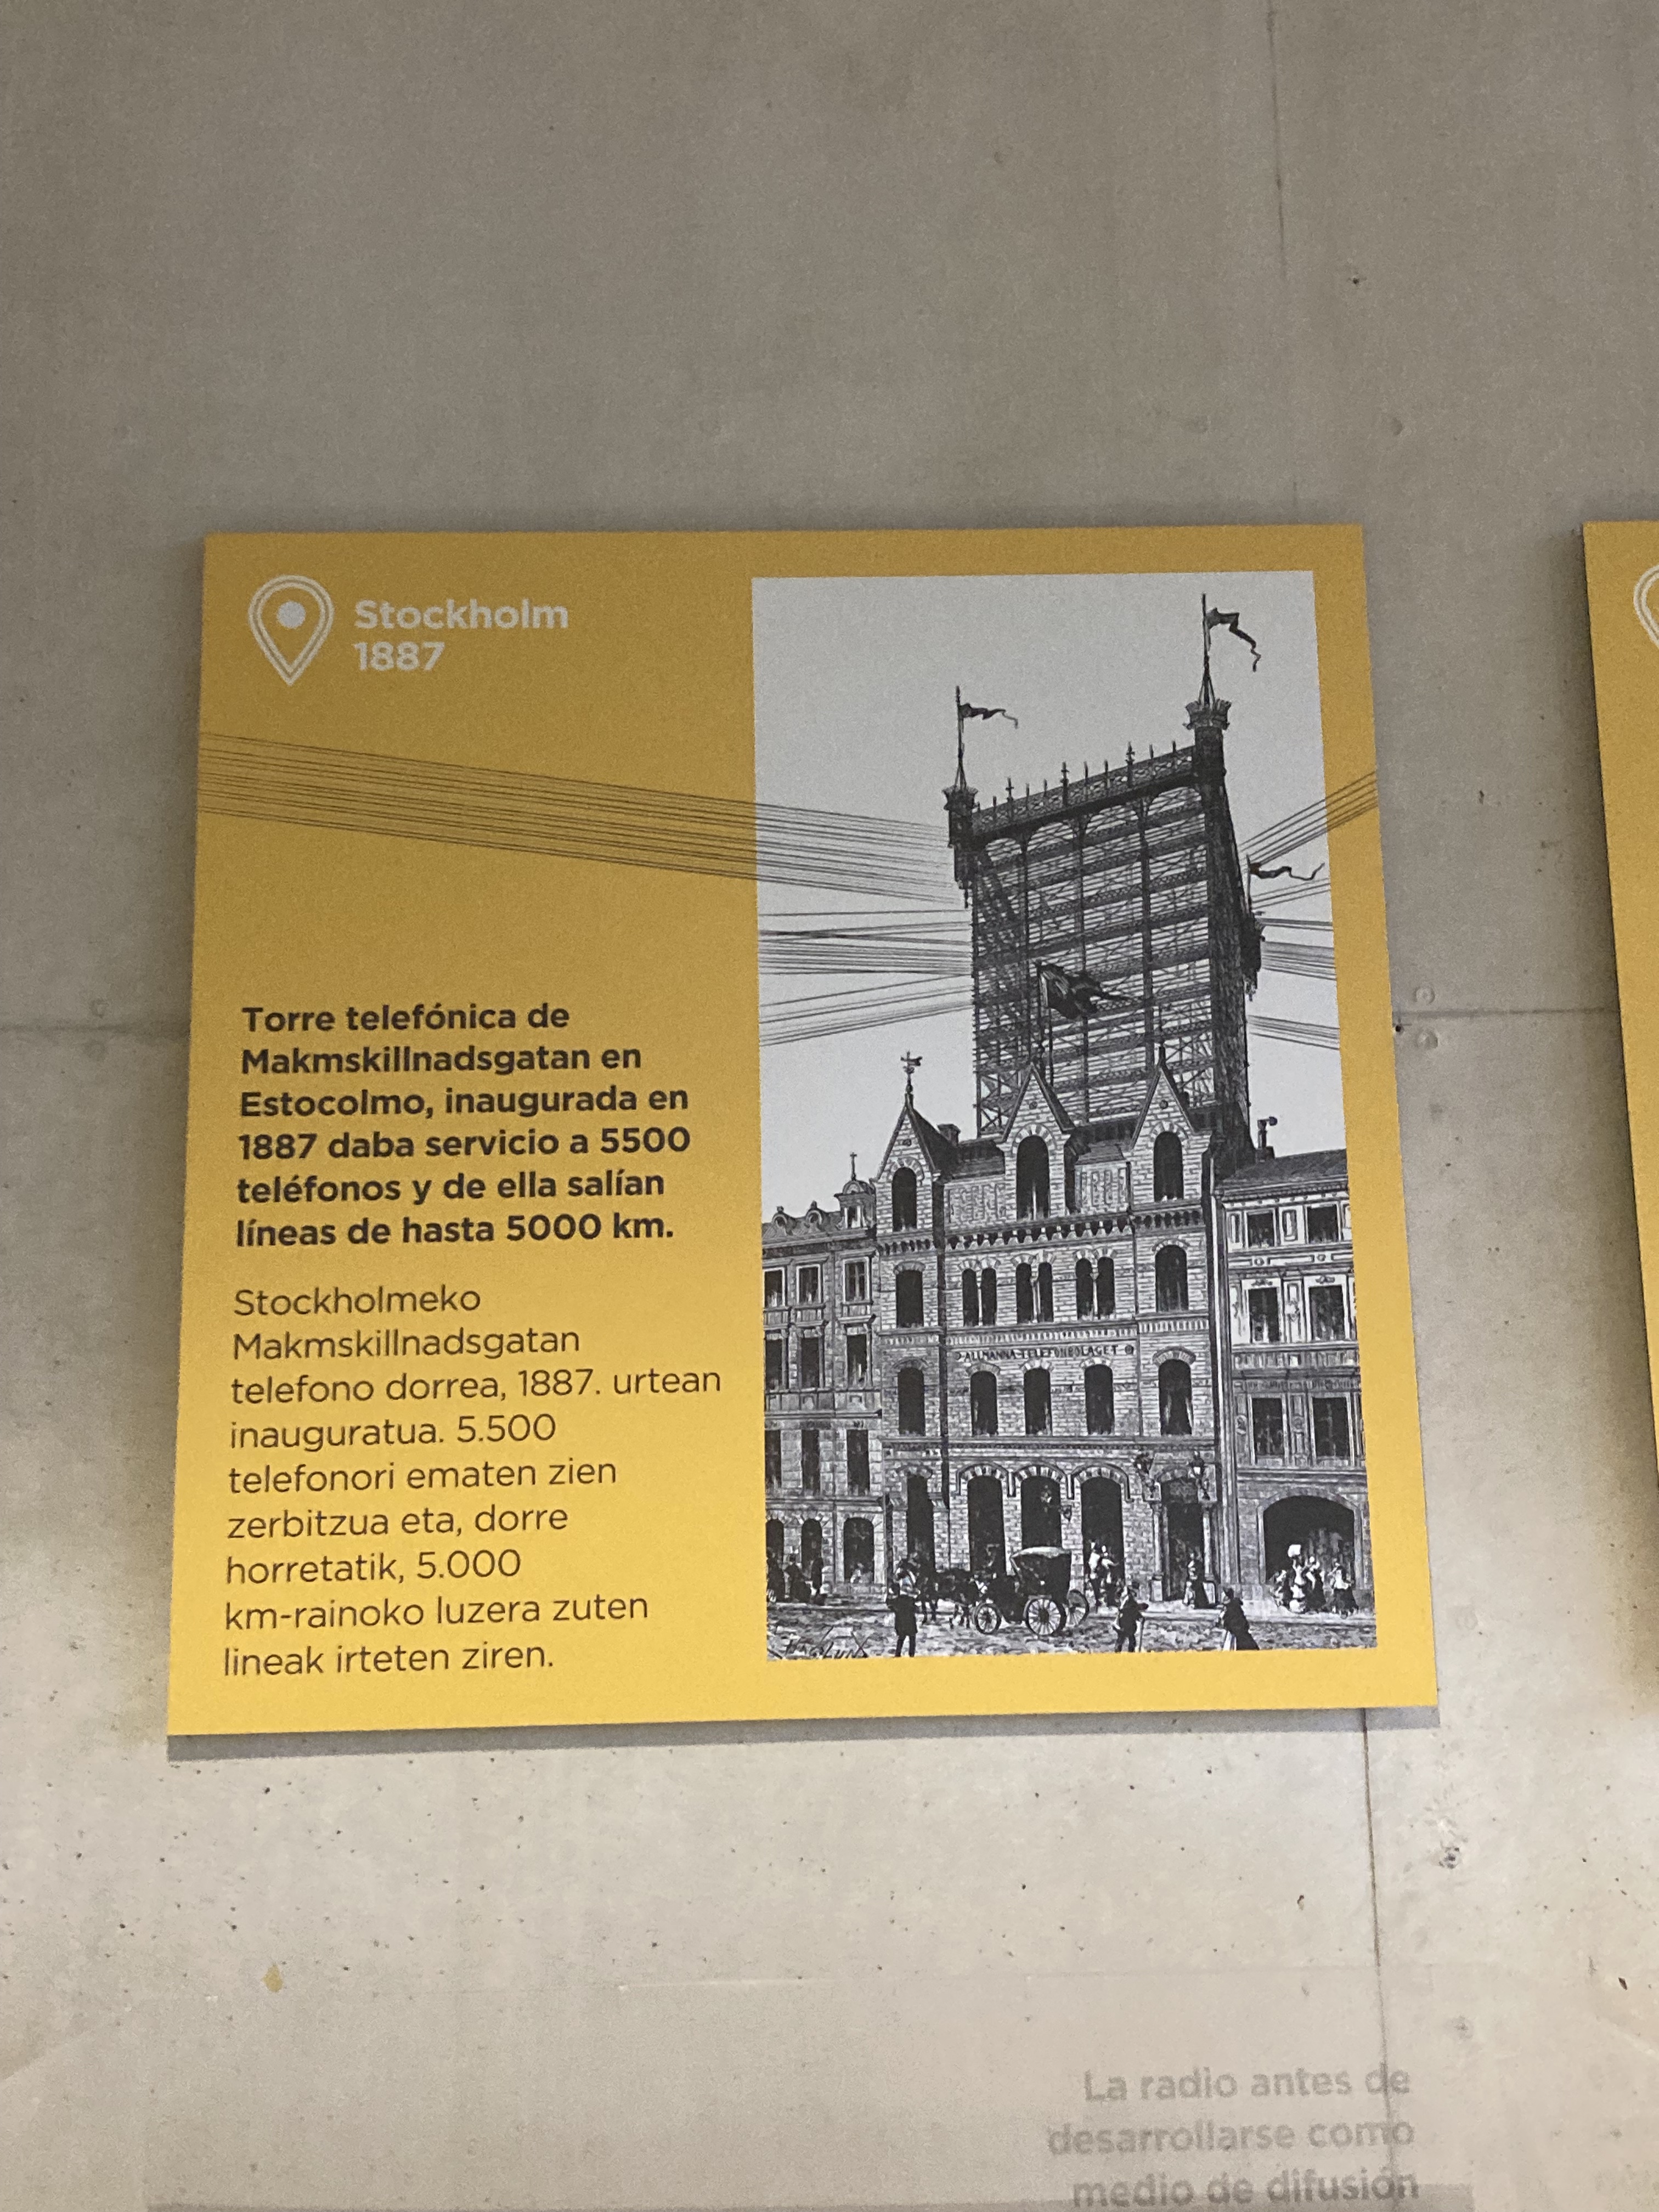 Stockholm
1887
Torre telefónica de
Makmskillnadsgatan en
Estocolmo, inaugurada en
1887 daba servicio a 5500
teléfonos y de ella salían
líneas de hasta 5000 km.
Stockholmeko
Makmskillnadsgatan
telefono dorrea, 1887. urtean
inauguratua. 5.500
telefonori ematen zien
zerbitzua eta, dorre
horretatik, 5.000
km-rainoko luzera zuten
lineak irteten ziren.
ALLMANNA TELEFONBOLAGET
La radio antes de
desarrollarse como
medio de difusión